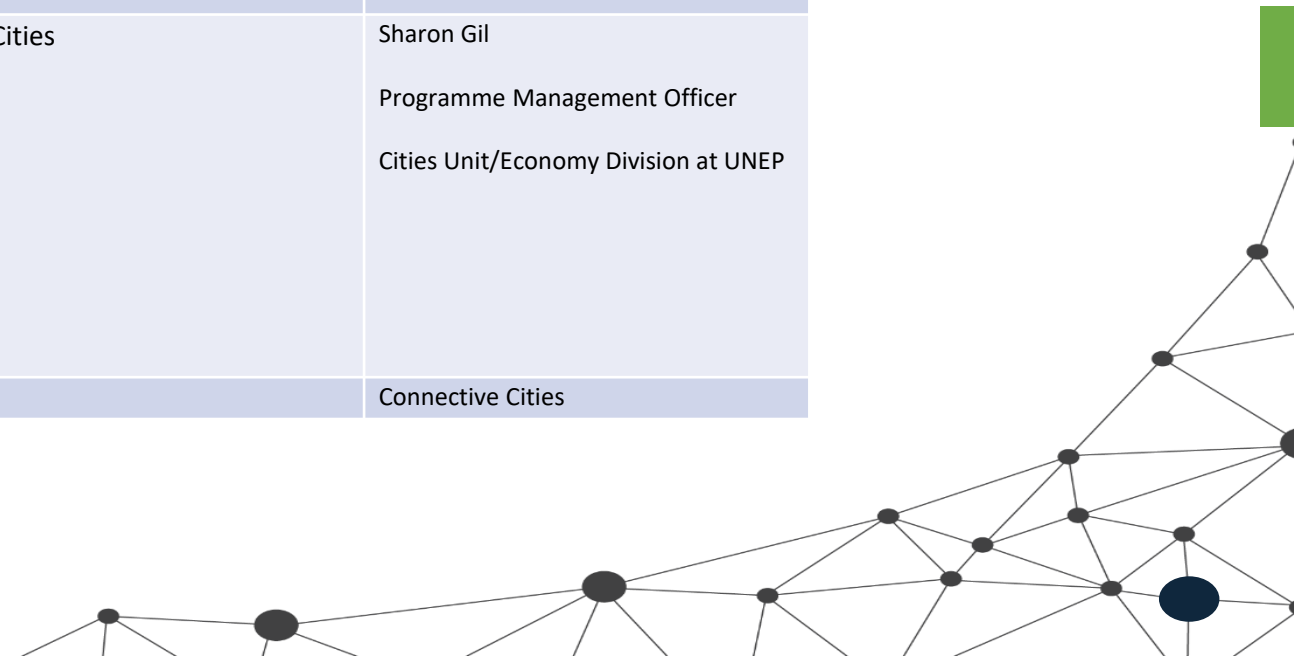 Cities
Sharon Gil
Programme Management Officer
Cities Unit/Economy Division at UNEP
Connective Cities